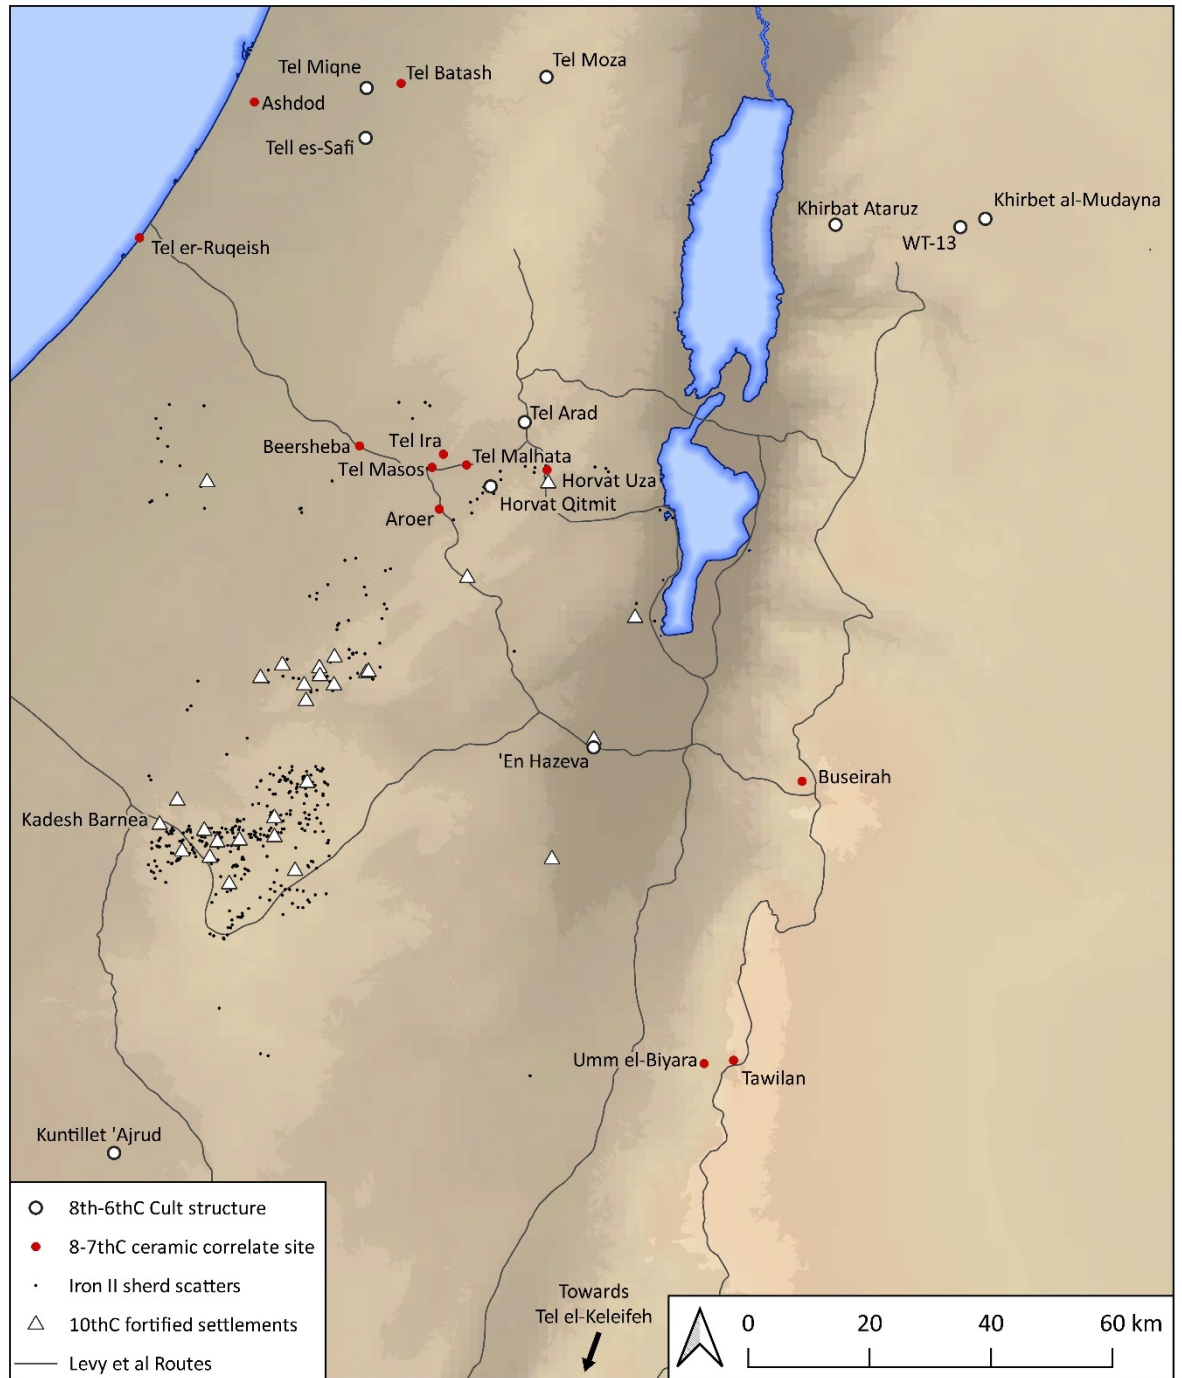 Tel Moza
Tel Miqne
Tel Batash
Ashdod
Tell es-Safi
Khirbet al-Mudayna
Khirbat Ataruz
WT-13
Tel er-Ruqeish
Tel Arad
Tel Ira
Beersheba
Tel Malhata
Tel Masos
Horvat Uza
Horvat Qitmit
Aroer
'En Hazeva
Buseirah
Kadesh Barnea
Umm el-Biyara
Tawilan
Kuntillet 'Ajrud
8th-6thC Cult structure
8-7thC ceramic correlate site
Iron II sherd scatters
10thC fortified settlements
Levy et al Routes
Towards
Tel el-Keleifeh
0 20 40 60 km